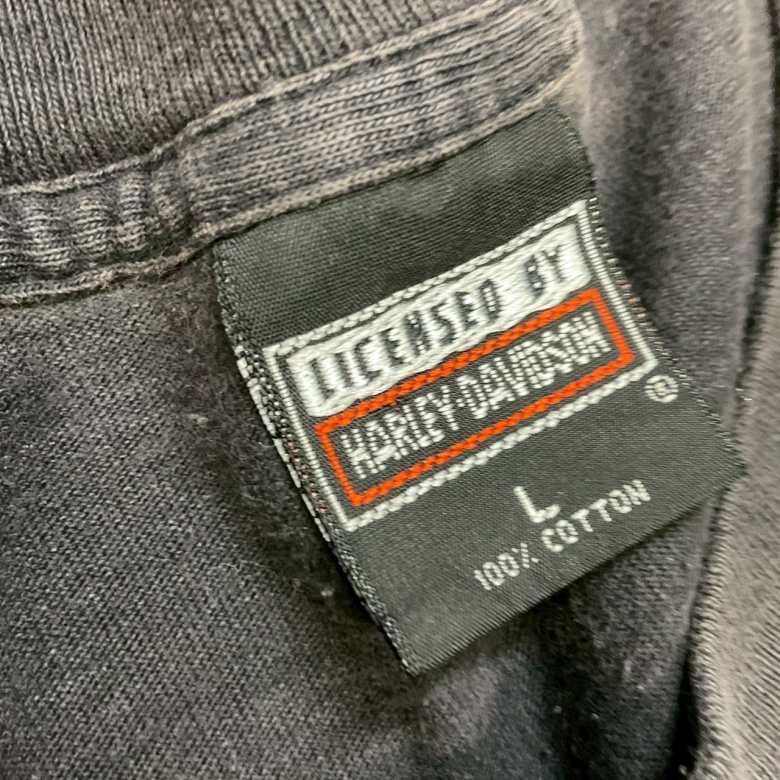 LICENSED BY
HARLEY-DAVIDSON
®
L
100% COTTON